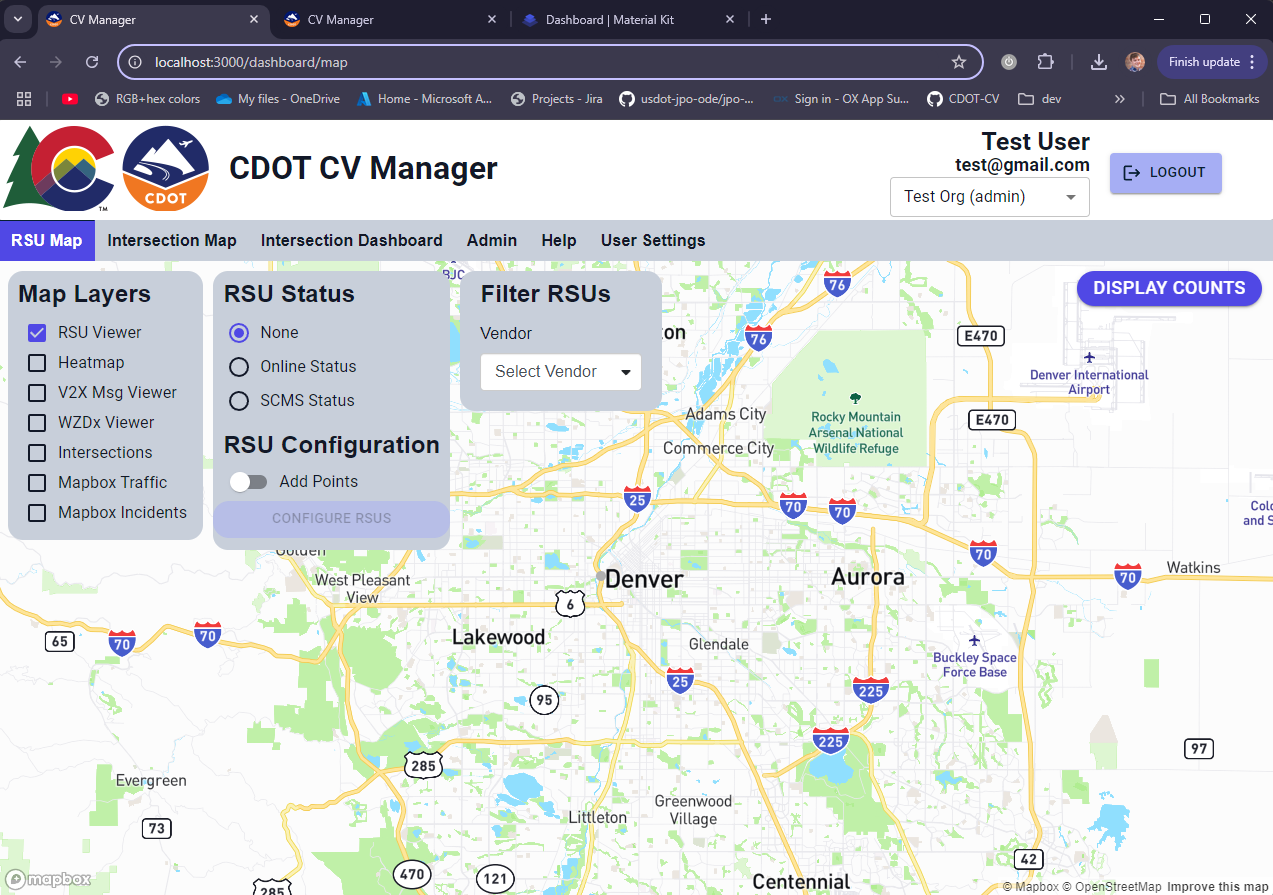 CV Manager
CV Manager
Dashboard | Material Kit
localhost:3000/dashboard/map
Finish update
RGB+hex colors
My files - OneDrive
Home - Microsoft A...
Projects - Jira
usdot-jpo-ode/jpo-...
Sign in - OX App Su...
CDOT-CV
dev
All Bookmarks
CDOT
TM
CDOT CV Manager
Test User
test@gmail.com
Test Org (admin)
LOGOUT
RSU Map
Intersection Map
Intersection Dashboard
Admin
Help
User Settings
Map Layers
RSU Viewer
Heatmap
V2X Msg Viewer
WZDx Viewer
Intersections
Mapbox Traffic
Mapbox Incidents
RSU Status
None
Online Status
SCMS Status
RSU Configuration
Add Points
CONFIGURE RSUS
Filter RSUs
Vendor
Select Vendor
DISPLAY COUNTS
BJC
76
76
on
E470
Denver International
Airport
Adams City
Rocky Mountain
Arsenal National
Wildlife Refuge
E470
Commerce City
25
70
70
Colo
and S
Golden
70
West Pleasant
View
Denver
Aurora
70
Watkins
6
65
70
70
Lakewood
Glendale
Buckley Space
Force Base
25
225
95
225
97
285
Evergreen
Greenwood
Village
Littleton
73
42
470
121
Centennial
285
mapbox
© Mapbox © OpenStreetMap Improve this map